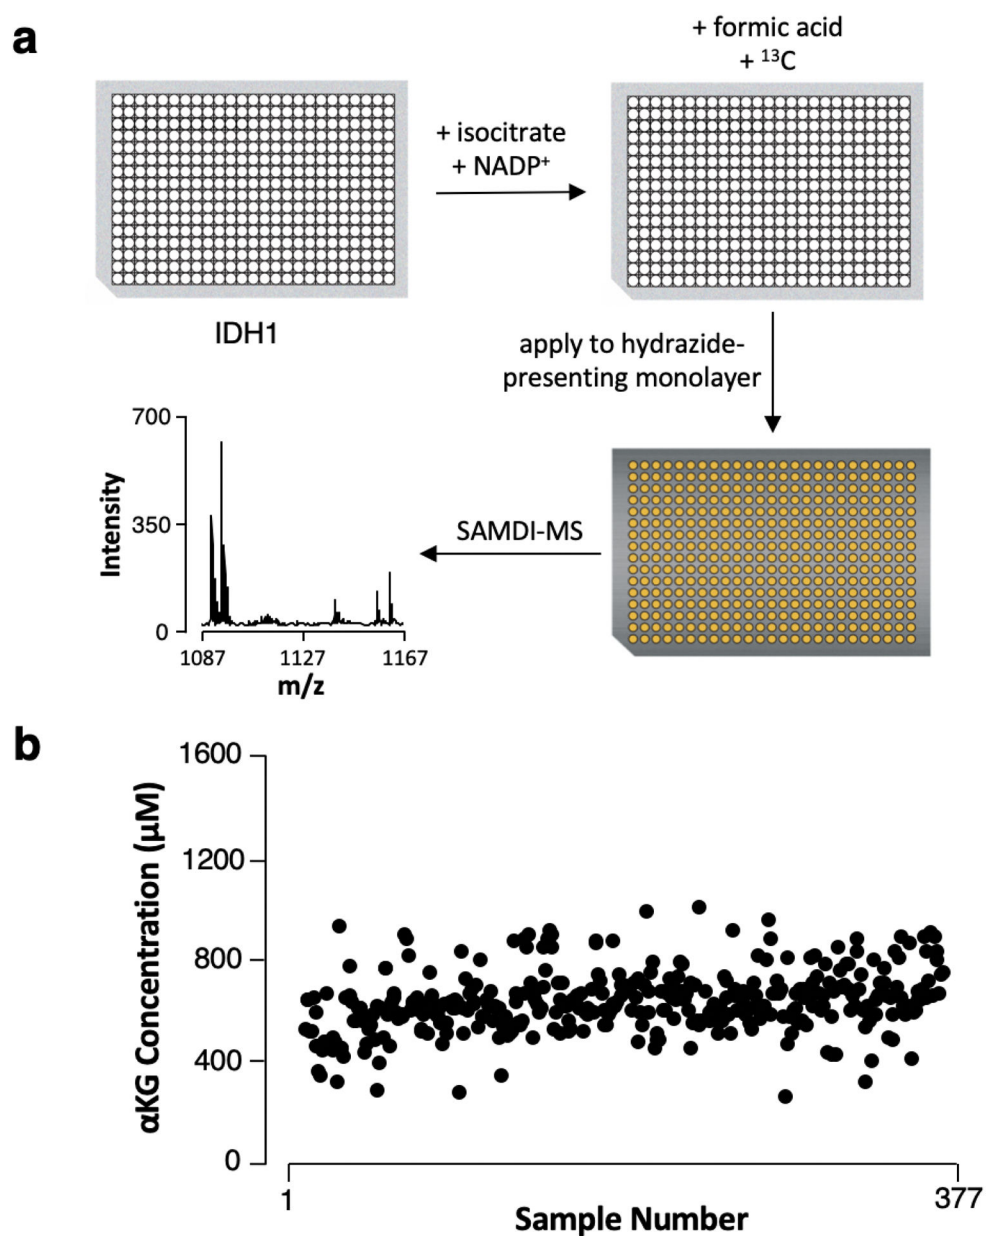 a
+ formic acid
+ ¹³C
+ isocitrate
+ NADP⁺
IDH1
apply to hydrazide-
presenting monolayer
SAMDI-MS
700
350
0
Intensity
1087 1127 1167
m/z
b
1600
1200
800
400
0
αKG Concentration (μM)
1 377
Sample Number